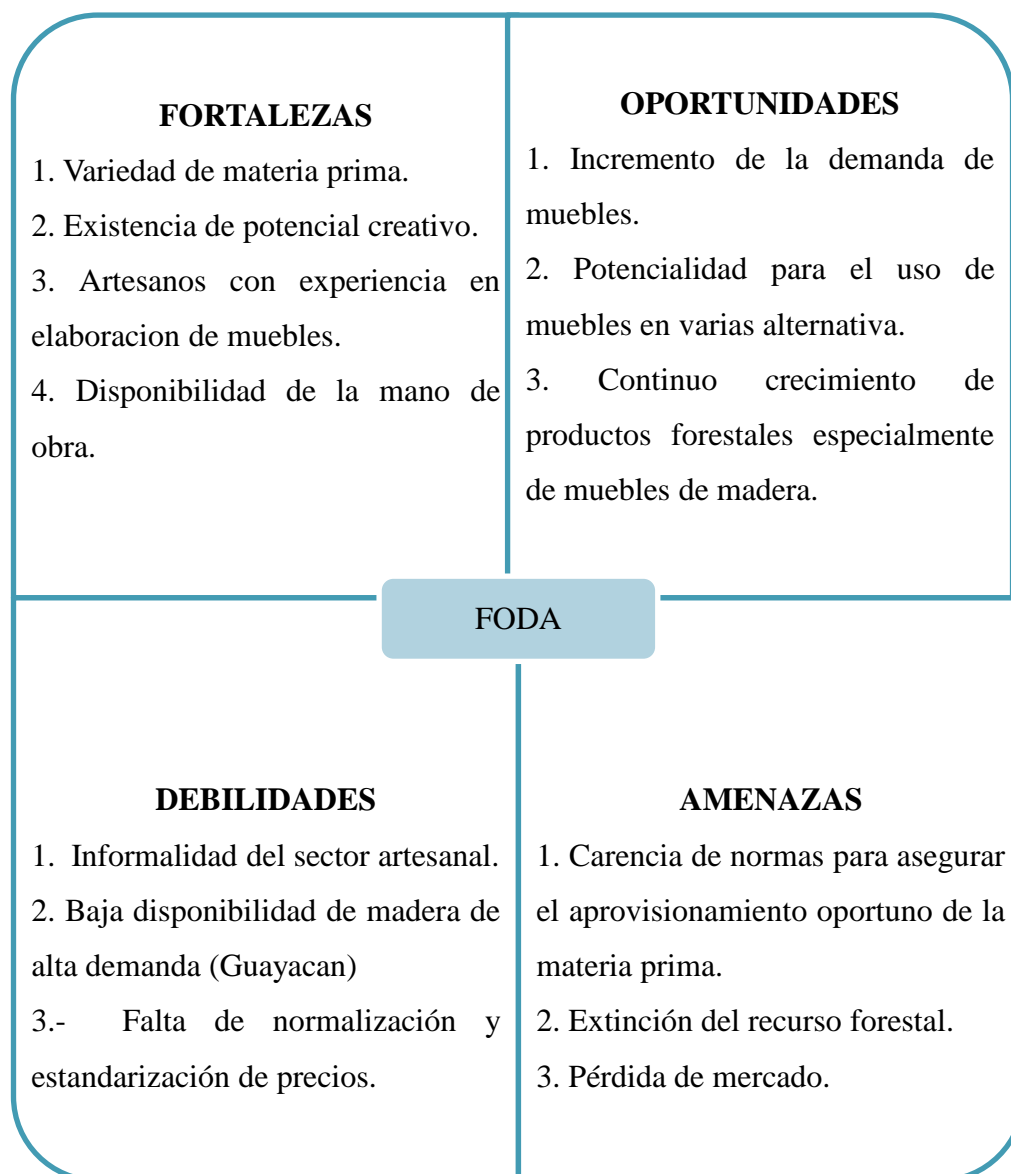 FORTALEZAS
1. Variedad de materia prima.
2. Existencia de potencial creativo.
3. Artesanos con experiencia en
elaboracion de muebles.
4. Disponibilidad de la mano de
obra.
OPORTUNIDADES
1. Incremento de la demanda de
muebles.
2. Potencialidad para el uso de
muebles en varias alternativa.
3. Continuo crecimiento de
productos forestales especialmente
de muebles de madera.
FODA
DEBILIDADES
1. Informalidad del sector artesanal.
2. Baja disponibilidad de madera de
alta demanda (Guayacan)
3.- Falta de normalización y
estandarización de precios.
AMENAZAS
1. Carencia de normas para asegurar
el aprovisionamiento oportuno de la
materia prima.
2. Extinción del recurso forestal.
3. Pérdida de mercado.